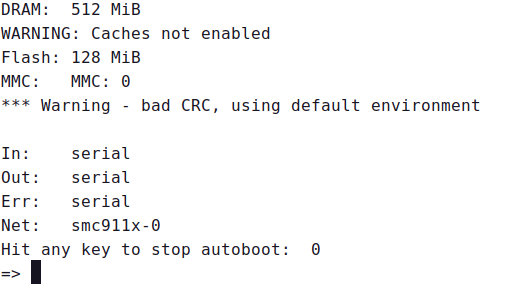 DRAM:  512 MiB
WARNING: Caches not enabled
Flash: 128 MiB
MMC:   MMC: 0
*** Warning - bad CRC, using default environment

In:    serial
Out:   serial
Err:   serial
Net:   smc911x-0
Hit any key to stop autoboot:  0
=>